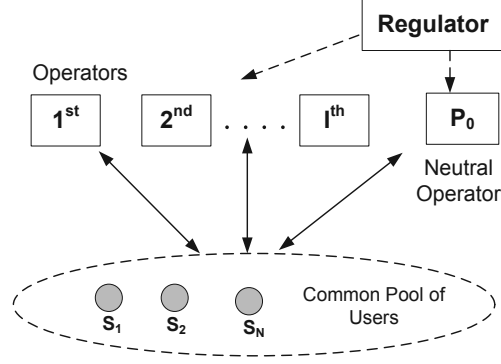 Regulator
Operators
1st 2nd . . . . Ith P0
Neutral
Operator
Common Pool of
Users
S1 S2 SN